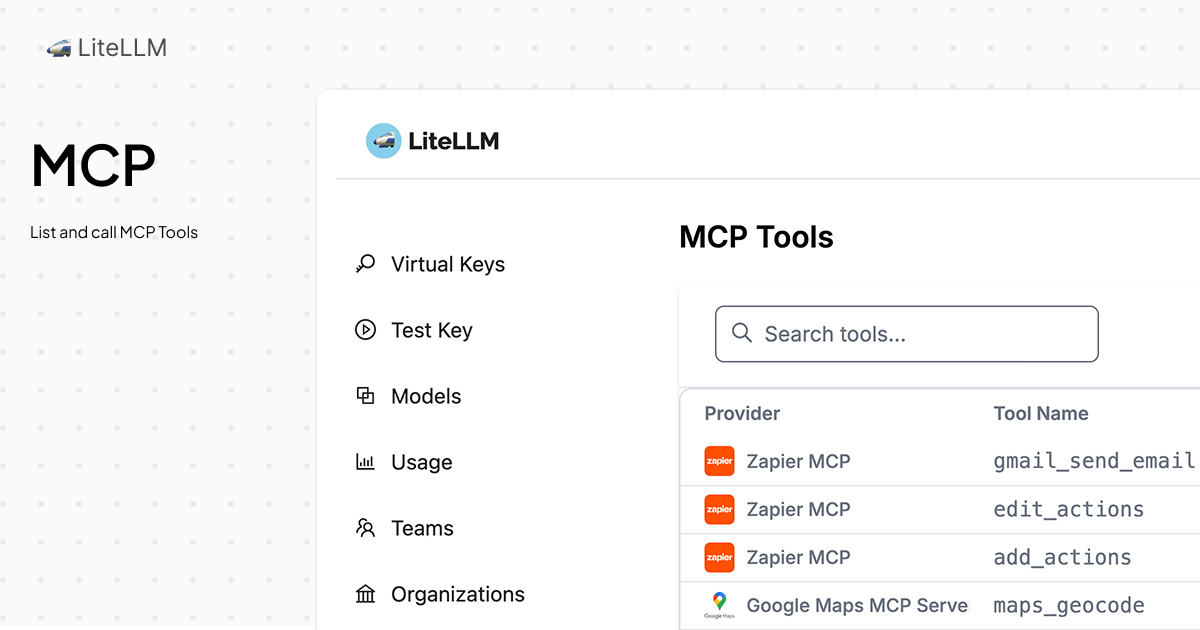 LiteLLM
MCP
List and call MCP Tools
LiteLLM
Virtual Keys
Test Key
Models
Usage
Teams
Organizations
MCP Tools
Search tools...
Provider Tool Name
zapier Zapier MCP gmail_send_email
zapier Zapier MCP edit_actions
zapier Zapier MCP add_actions
Google Maps Google Maps MCP Serve maps_geocode